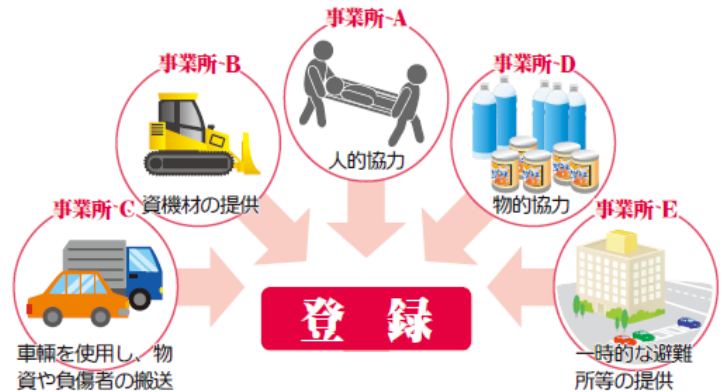 事業所-A
人的協力
事業所-B
資機材の提供
事業所-D
物的協力
事業所-C
車輛を使用し、物
資や負傷者の搬送
事業所-E
一時的な避難
所等の提供
登録